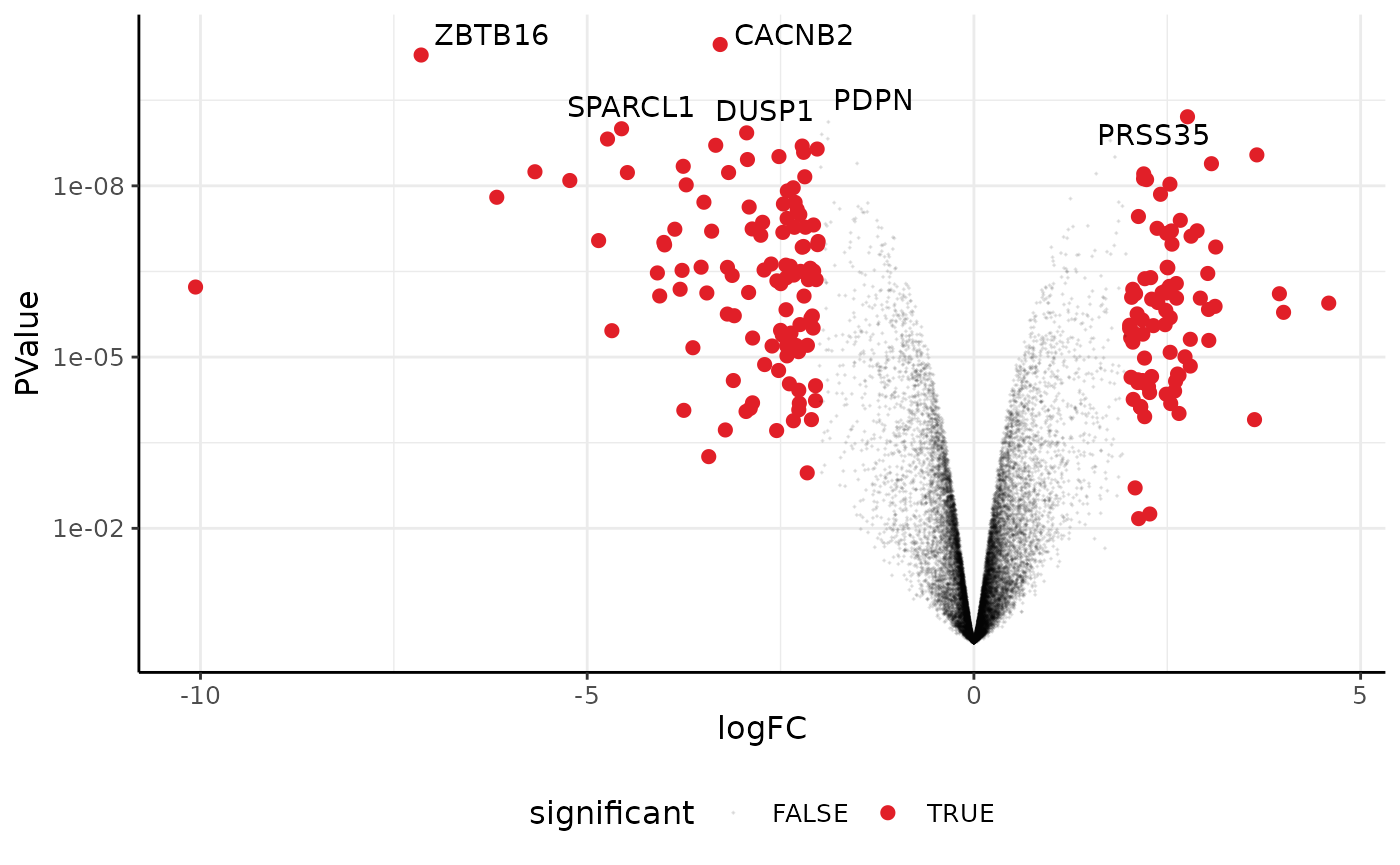 ZBTB16
CACNB2
SPARCL1
DUSP1
PDPN
PRSS35
PValue
1e-08
1e-05
1e-02
-10
-5
0
5
logFC
significant
FALSE
TRUE